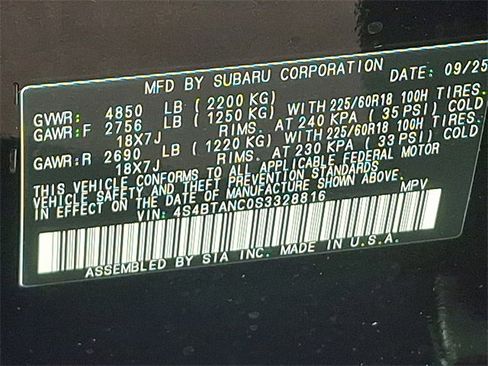 MFD BY SUBARU CORPORATION DATE: 09/25
GVWR: 4850 LB (2200 KG)
GAWR:F 2756 LB (1250 KG) WITH 225/60R18 100H TIRES.
18X7J RIMS. AT 240 KPA (35 PSI) COLD
GAWR:R 2690 LB (1220 KG) WITH 225/60R18 100H TIRES.
18X7J RIMS. AT 230 KPA (33 PSI) COLD
THIS VEHICLE CONFORMS TO ALL APPLICABLE FEDERAL MOTOR
VEHICLE SAFETY AND THEFT PREVENTION STANDARDS
IN EFFECT ON THE DATE OF MANUFACTURE SHOWN ABOVE.
VIN: 4S4BTANC0S3328816 MPV
ASSEMBLED BY SIA INC. MADE IN U.S.A.